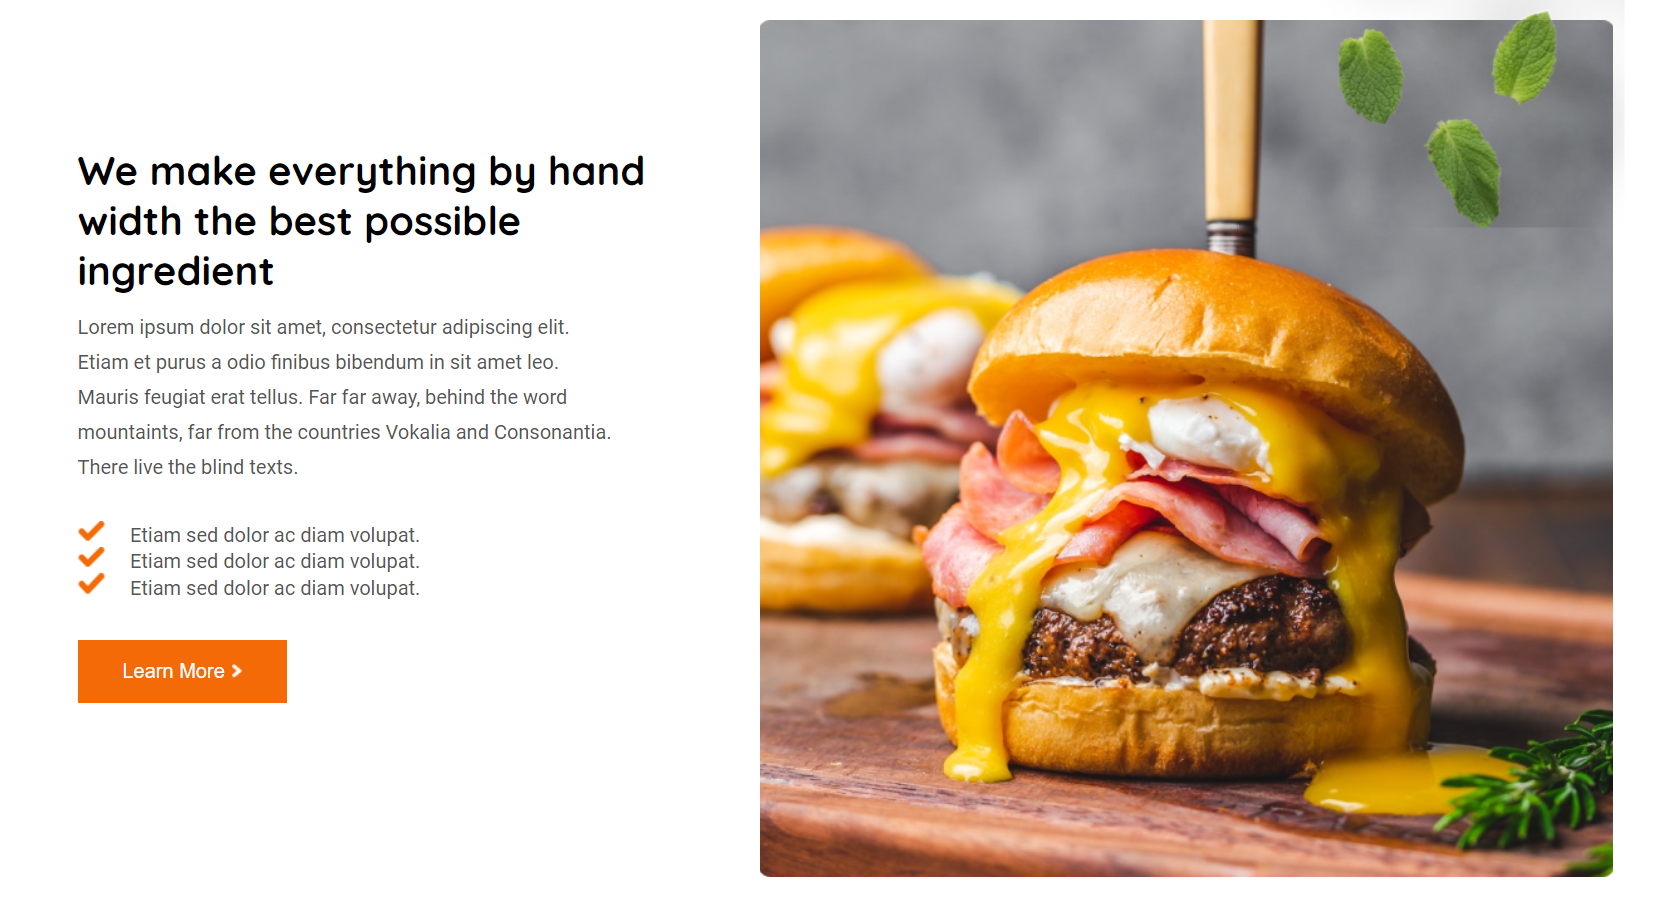 We make everything by hand
width the best possible
ingredient
Lorem ipsum dolor sit amet, consectetur adipiscing elit.
Etiam et purus a odio finibus bibendum in sit amet leo.
Mauris feugiat erat tellus. Far far away, behind the word
mountaints, far from the countries Vokalia and Consonantia.
There live the blind texts.
Etiam sed dolor ac diam volupat.
Etiam sed dolor ac diam volupat.
Etiam sed dolor ac diam volupat.
Learn More